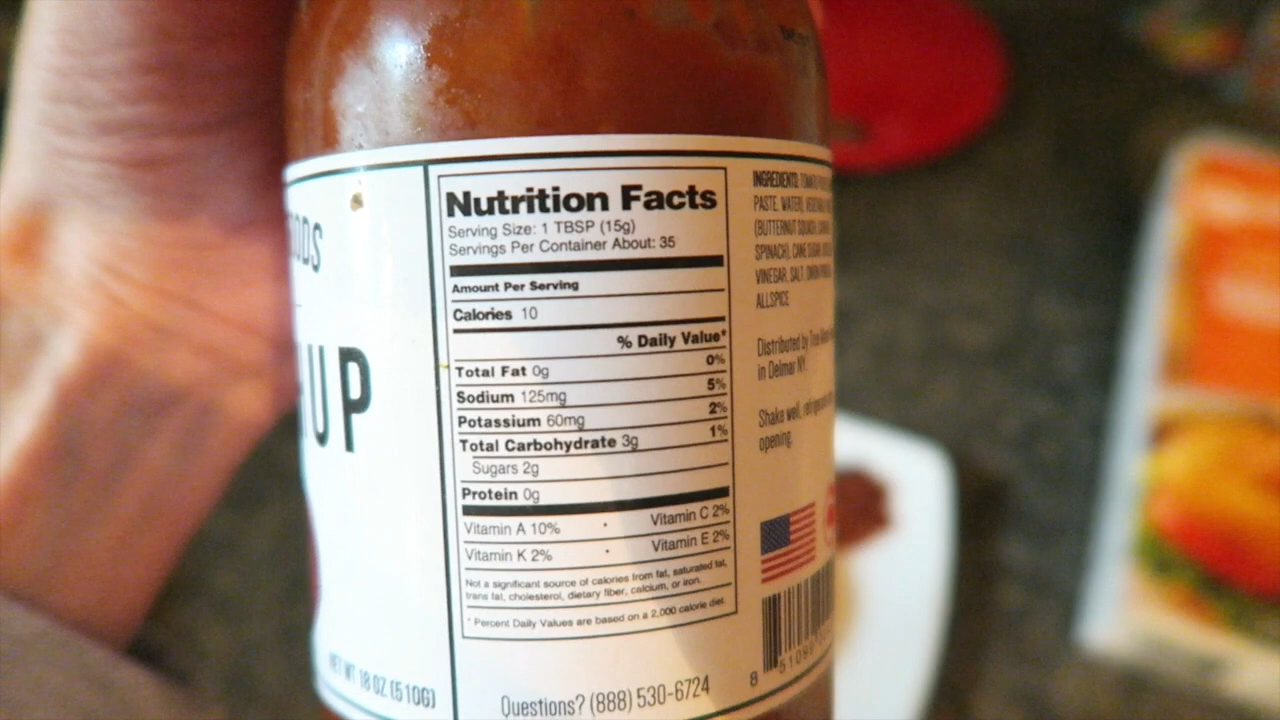 UP
NET WT 18 OZ (510G)
Nutrition Facts
Serving Size: 1 TBSP (15g)
Servings Per Container About: 35
Amount Per Serving
Calories 10
% Daily Value*
Total Fat 0g 0%
Sodium 125mg 5%
Potassium 60mg 2%
Total Carbohydrate 3g 1%
Sugars 2g
Protein 0g
Vitamin A 10% • Vitamin C 2%
Vitamin K 2% • Vitamin E 2%
Not a significant source of calories from fat, saturated fat,
trans fat, cholesterol, dietary fiber, calcium, or iron.
* Percent Daily Values are based on a 2,000 calorie diet.
Questions? (888) 530-6724
INGREDIENTS: TOMATO
PASTE, WATER),
(BUTTERNUT SQUASH,
SPINACH), CANE SUGAR,
VINEGAR, SALT, ONION
ALLSPICE
Distributed by True
in Delmar NY.
Shake well,
opening.